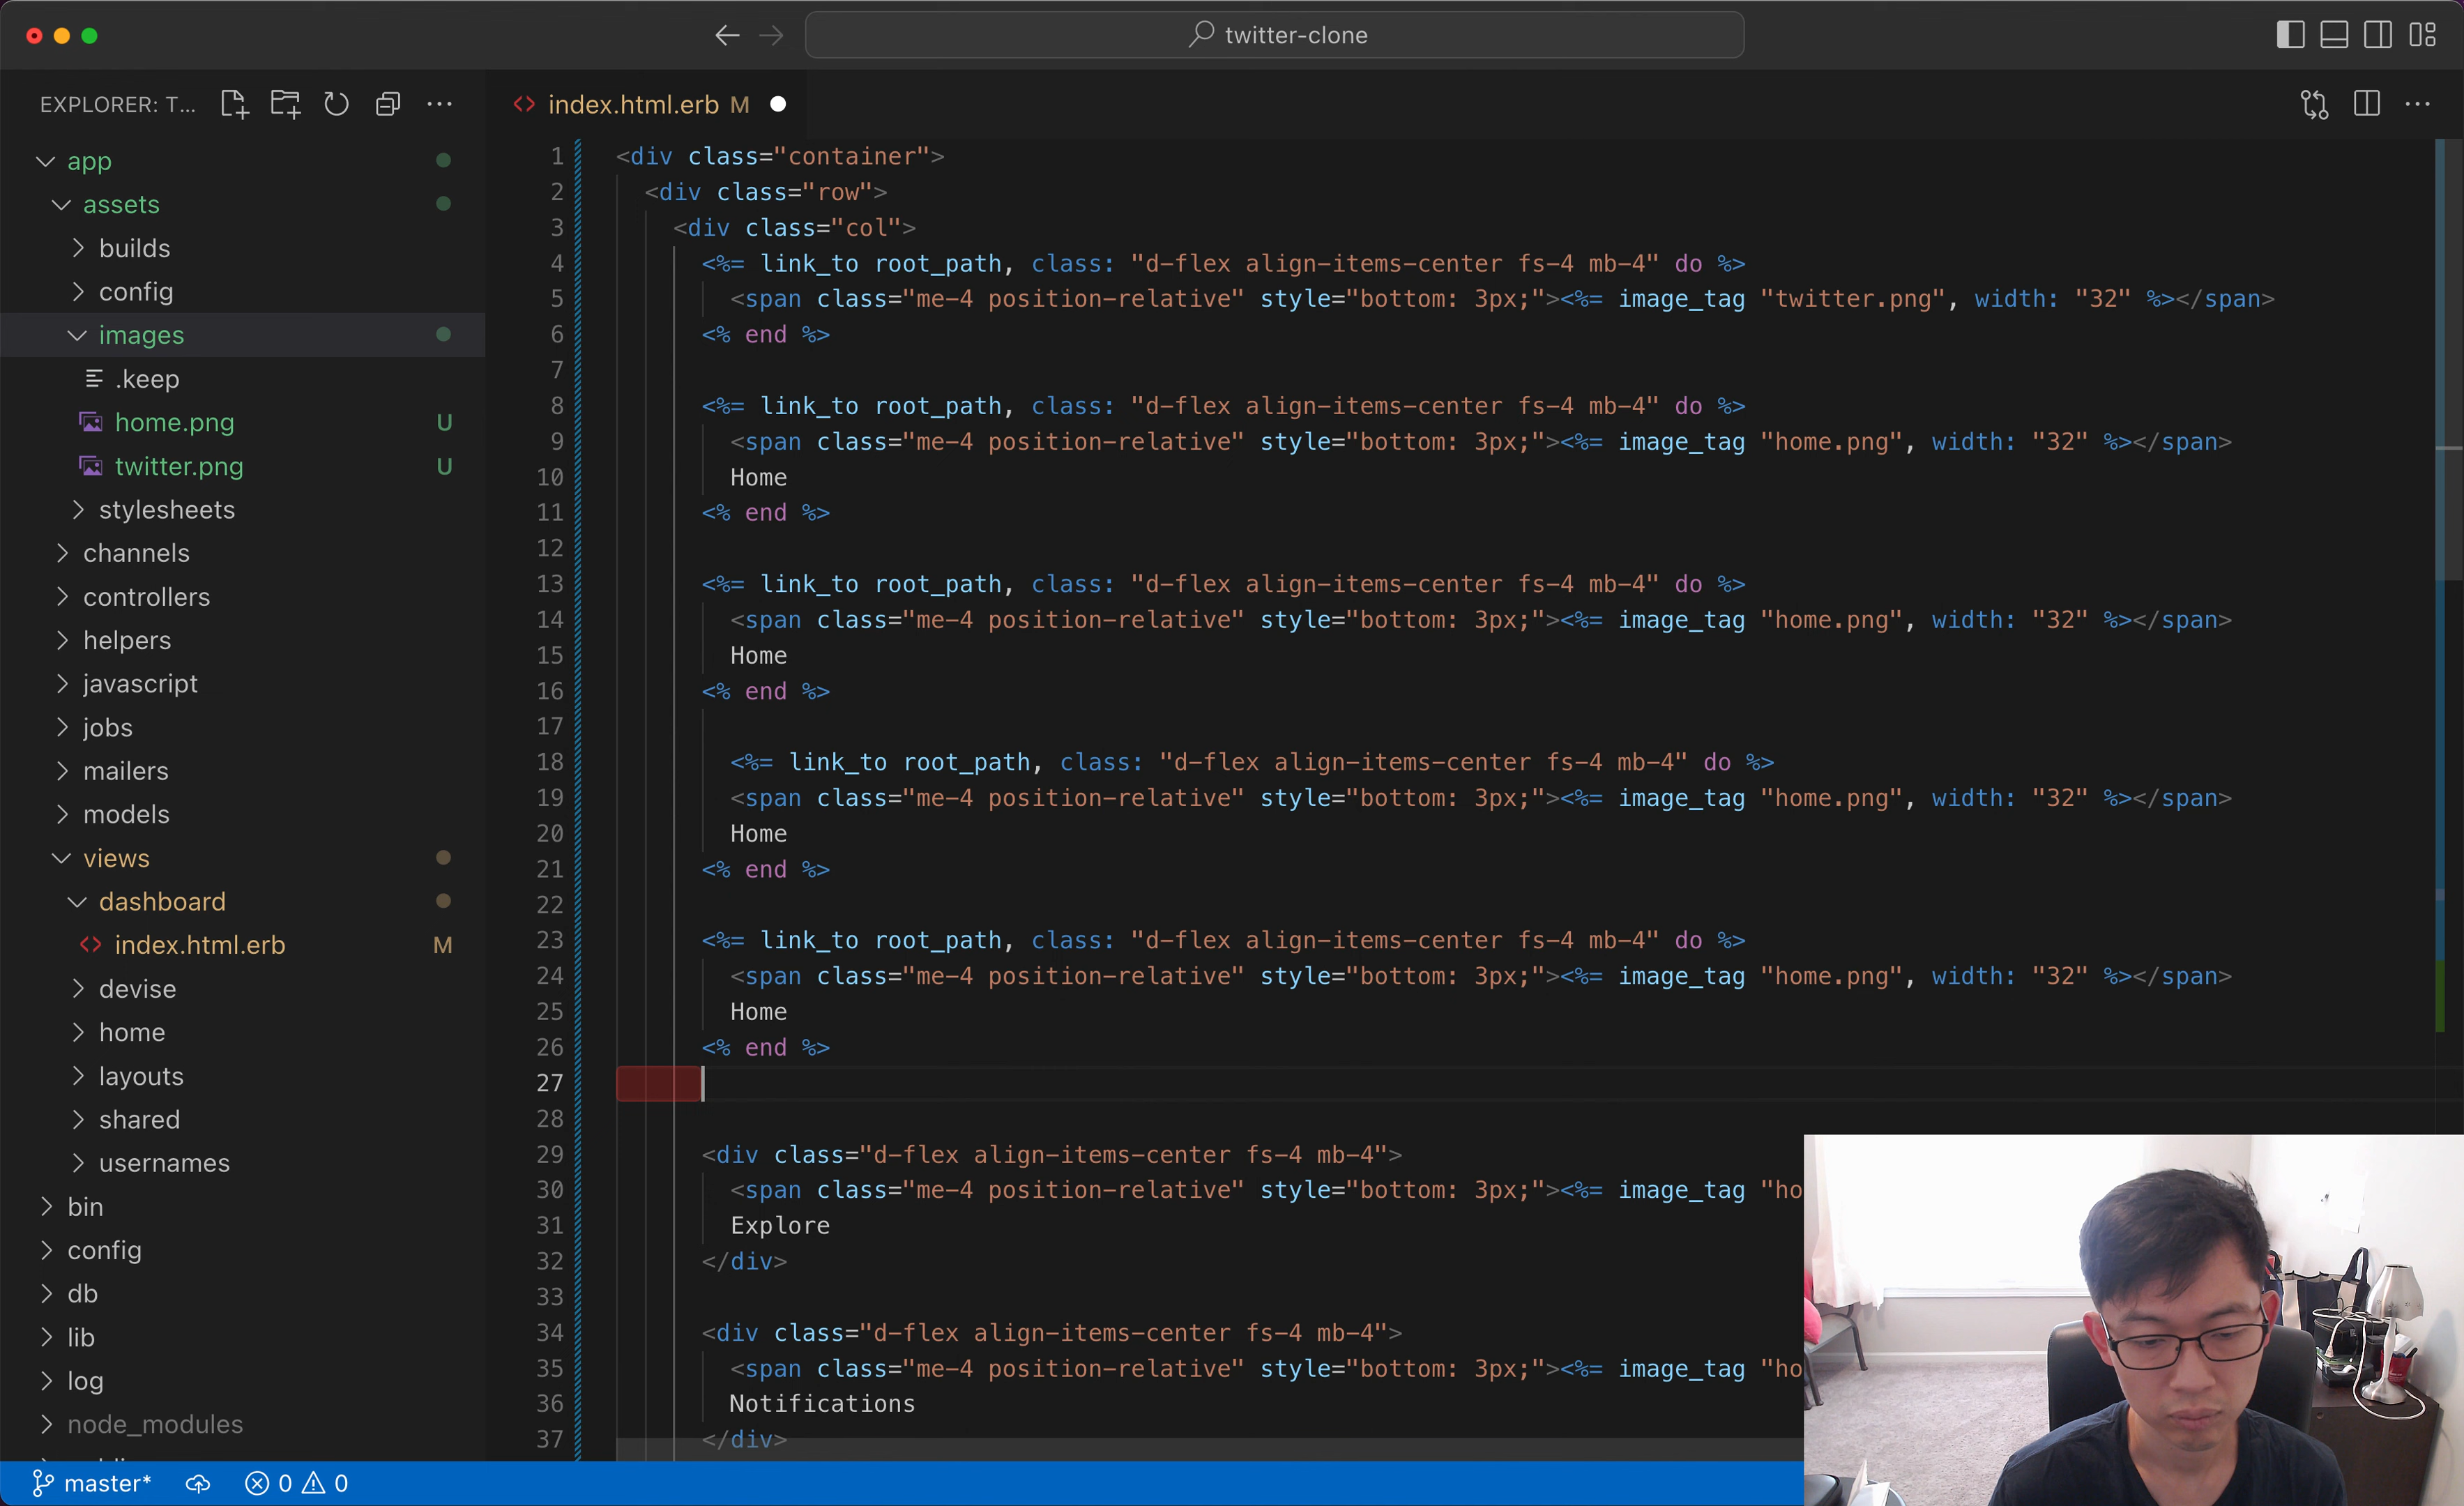 twitter-clone
EXPLORER: T...
index.html.erb M
app
assets
builds
config
images
.keep
home.png U
twitter.png U
stylesheets
channels
controllers
helpers
javascript
jobs
mailers
models
views
dashboard
index.html.erb M
devise
home
layouts
shared
usernames
bin
config
db
lib
log
node_modules
1 <div class="container">
2 <div class="row">
3 <div class="col">
4 <%= link_to root_path, class: "d-flex align-items-center fs-4 mb-4" do %>
5 <span class="me-4 position-relative" style="bottom: 3px;"><%= image_tag "twitter.png", width: "32" %></span>
6 <% end %>
7
8 <%= link_to root_path, class: "d-flex align-items-center fs-4 mb-4" do %>
9 <span class="me-4 position-relative" style="bottom: 3px;"><%= image_tag "home.png", width: "32" %></span>
10 Home
11 <% end %>
12
13 <%= link_to root_path, class: "d-flex align-items-center fs-4 mb-4" do %>
14 <span class="me-4 position-relative" style="bottom: 3px;"><%= image_tag "home.png", width: "32" %></span>
15 Home
16 <% end %>
17
18 <%= link_to root_path, class: "d-flex align-items-center fs-4 mb-4" do %>
19 <span class="me-4 position-relative" style="bottom: 3px;"><%= image_tag "home.png", width: "32" %></span>
20 Home
21 <% end %>
22
23 <%= link_to root_path, class: "d-flex align-items-center fs-4 mb-4" do %>
24 <span class="me-4 position-relative" style="bottom: 3px;"><%= image_tag "home.png", width: "32" %></span>
25 Home
26 <% end %>
27
28
29 <div class="d-flex align-items-center fs-4 mb-4">
30 <span class="me-4 position-relative" style="bottom: 3px;"><%= image_tag "ho
31 Explore
32 </div>
33
34 <div class="d-flex align-items-center fs-4 mb-4">
35 <span class="me-4 position-relative" style="bottom: 3px;"><%= image_tag "ho
36 Notifications
37 </div>
master* 0 0